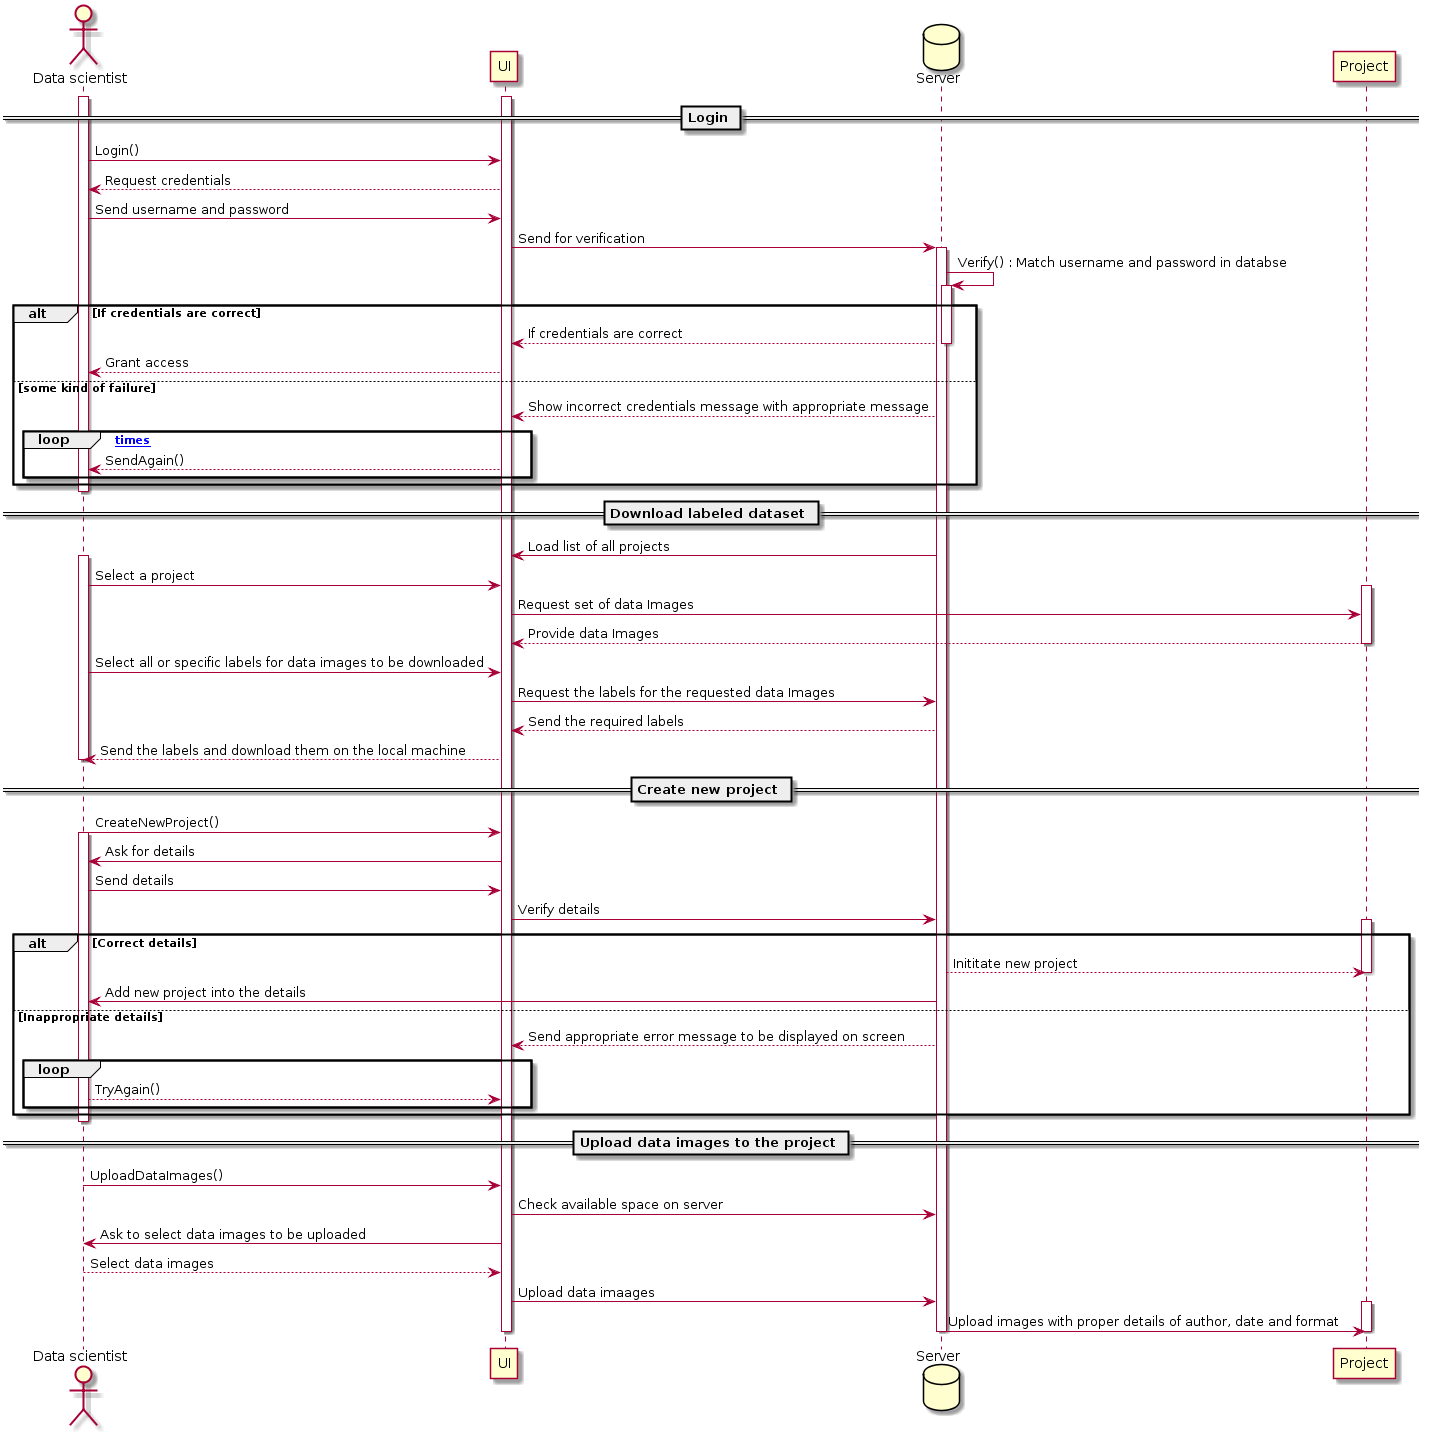 Data scientist
UI
Server
Project
Login
Login()
Request credentials
Send username and password
Send for verification
Verify() : Match username and password in databse
alt [If credentials are correct]
If credentials are correct
Grant access
[some kind of failure]
Show incorrect credentials message with appropriate message
loop times
SendAgain()
Download labeled dataset
Load list of all projects
Select a project
Request set of data Images
Provide data Images
Select all or specific labels for data images to be downloaded
Request the labels for the requested data Images
Send the required labels
Send the labels and download them on the local machine
Create new project
CreateNewProject()
Ask for details
Send details
Verify details
alt [Correct details]
Inititate new project
Add new project into the details
[Inappropriate details]
Send appropriate error message to be displayed on screen
loop
TryAgain()
Upload data images to the project
UploadDataImages()
Check available space on server
Ask to select data images to be uploaded
Select data images
Upload data imaages
Upload images with proper details of author, date and format
Data scientist
UI
Server
Project